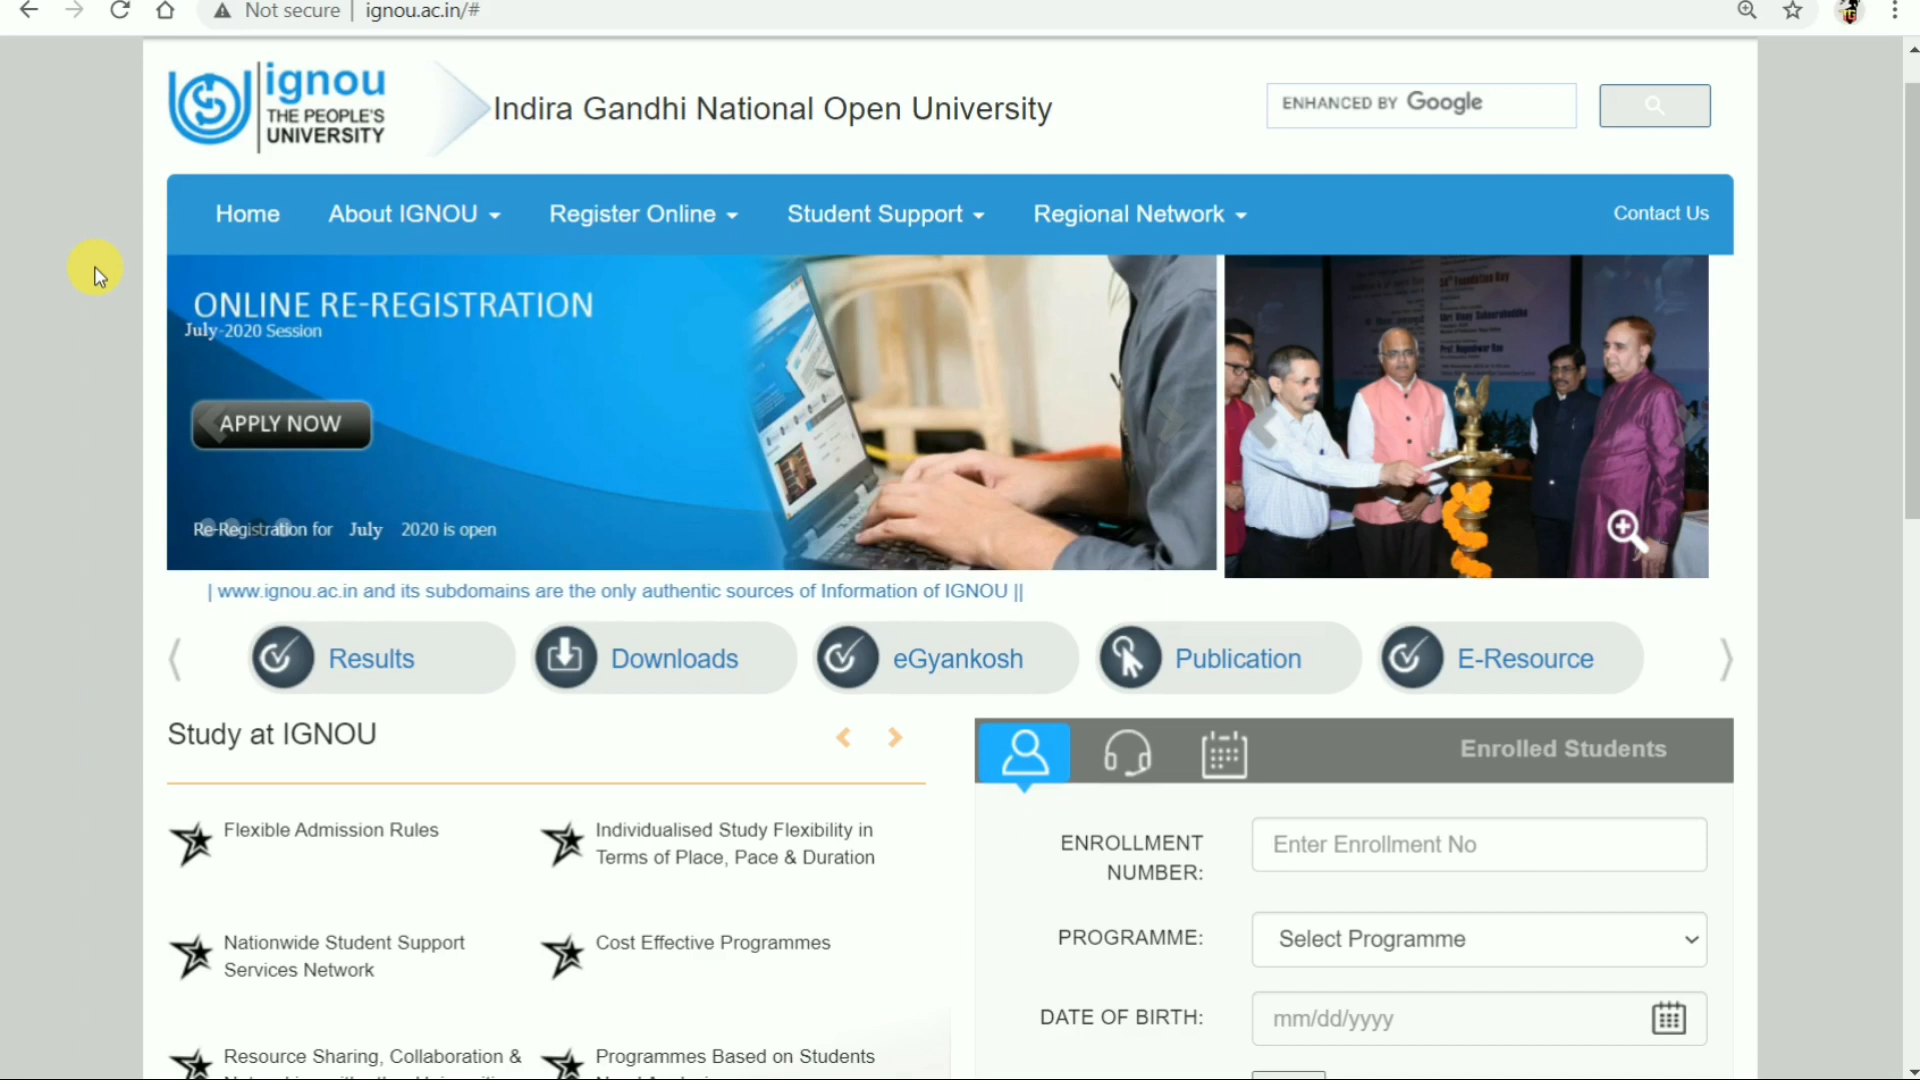 Not secure | ignou.ac.in/#
ignou
THE PEOPLE'S
UNIVERSITY
Indira Gandhi National Open University
ENHANCED BY Google
Home
About IGNOU
Register Online
Student Support
Regional Network
Contact Us
ONLINE RE-REGISTRATION
July-2020 Session
APPLY NOW
Re-Registration for July 2020 is open
| www.ignou.ac.in and its subdomains are the only authentic sources of Information of IGNOU ||
Results
Downloads
eGyankosh
Publication
E-Resource
Study at IGNOU
Flexible Admission Rules
Individualised Study Flexibility in
Terms of Place, Pace & Duration
Nationwide Student Support
Services Network
Cost Effective Programmes
Resource Sharing, Collaboration &
Programmes Based on Students
Enrolled Students
ENROLLMENT
NUMBER:
Enter Enrollment No
PROGRAMME:
Select Programme
DATE OF BIRTH:
mm/dd/yyyy